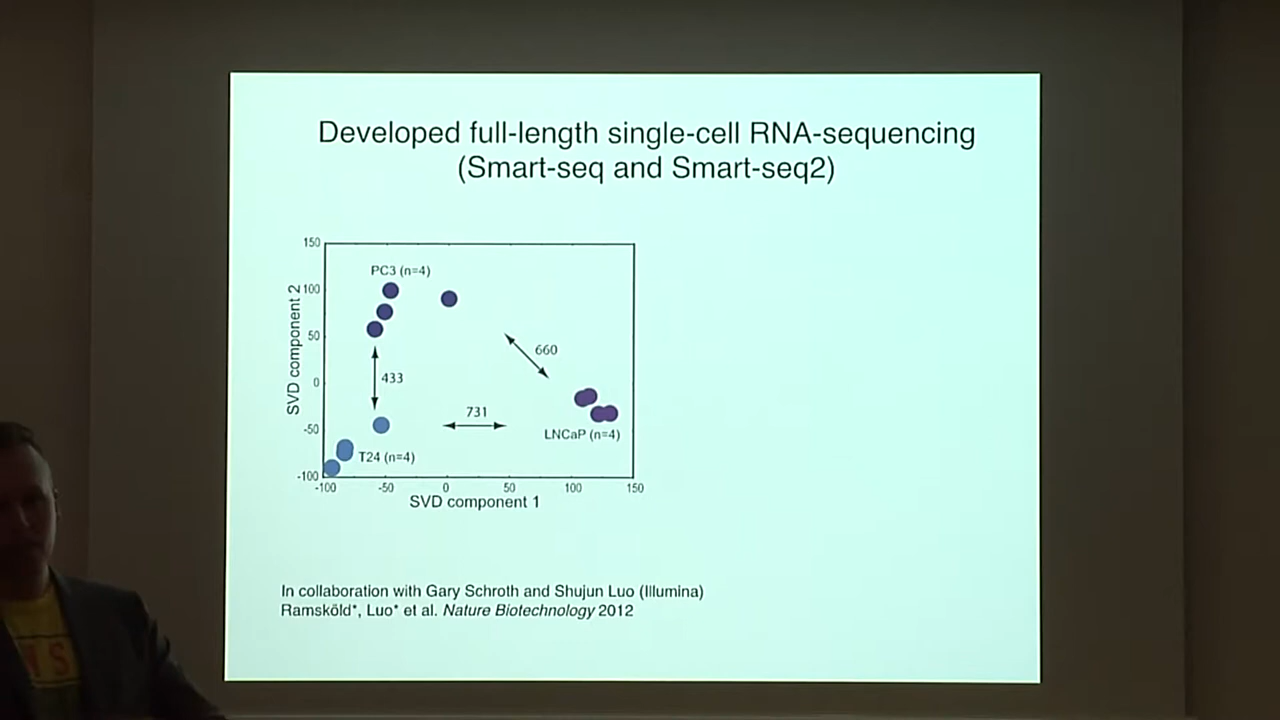 Developed full-length single-cell RNA-sequencing
(Smart-seq and Smart-seq2)
150
PC3 (n=4)
100
50
660
0
433
731
-50
LNCaP (n=4)
T24 (n=4)
-100
-100 -50 0 50 100 150
SVD component 2
SVD component 1
In collaboration with Gary Schroth and Shujun Luo (Illumina)
Ramsköld*, Luo* et al. Nature Biotechnology 2012